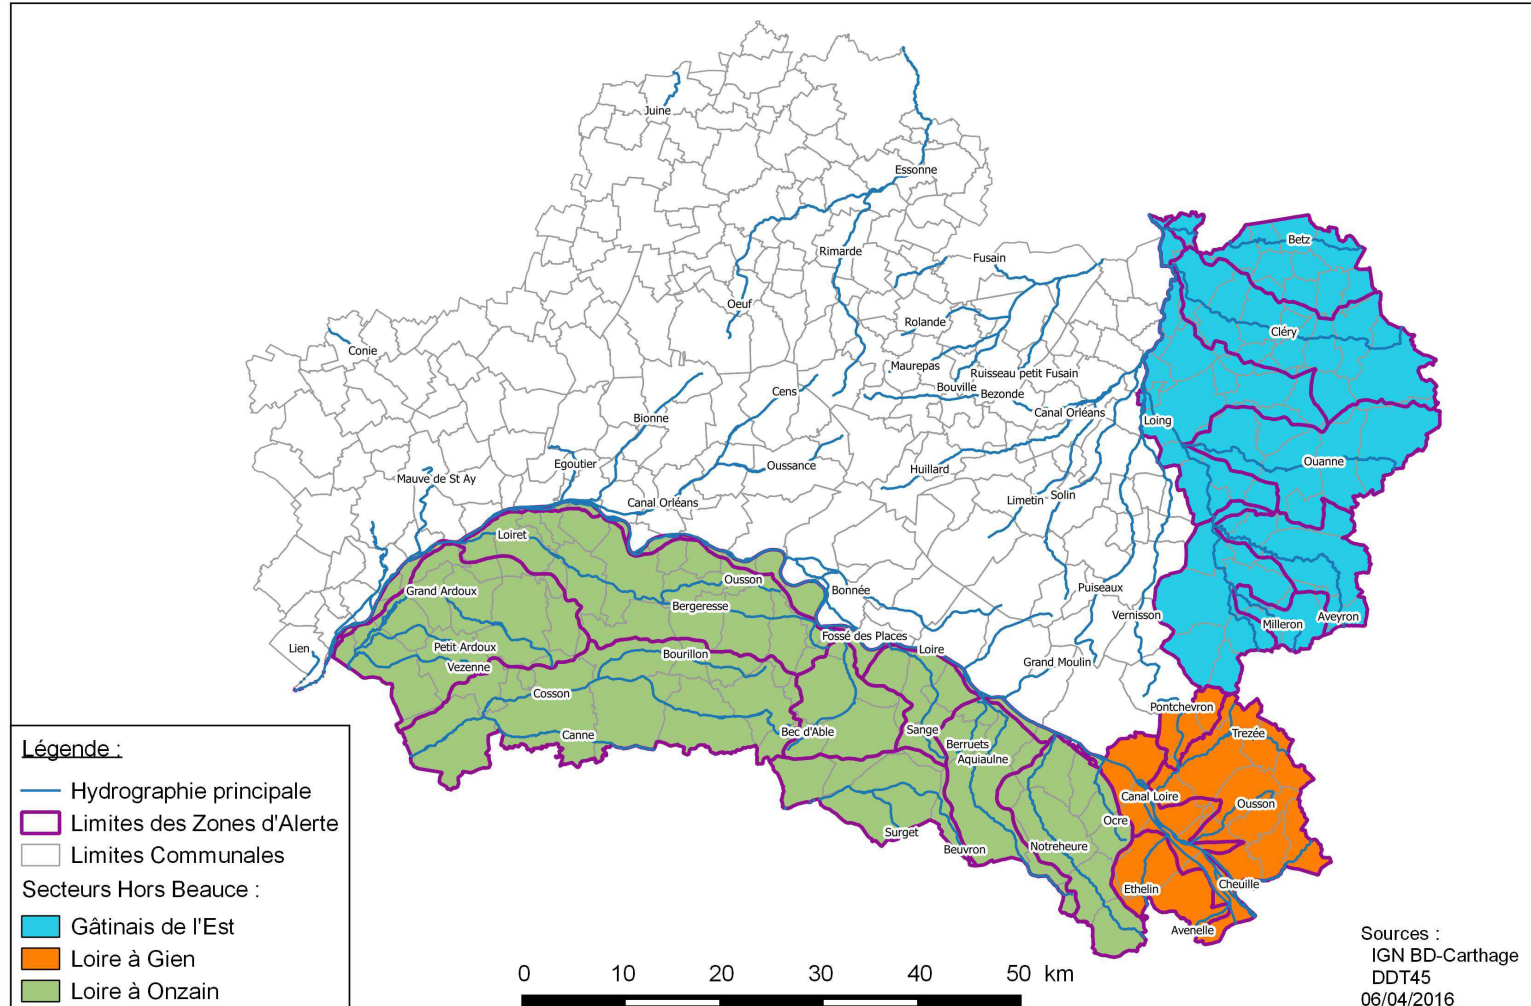 Juine
Essonne
Betz
Rimarde
Fusain
Oeuf
Rolande
Cléry
Conie
Maurepas
Ruisseau petit Fusain
Bouville
Bezonde
Cens
Canal Orléans
Bionne
Loing
Egoutier
Oussance
Huillard
Ouanne
Mauve de St Ay
Canal Orléans
Limetin
Solin
Loiret
Ousson
Grand Ardoux
Bonnée
Puiseaux
Bergeresse
Vernisson
Milleron
Aveyron
Fossé des Places
Lien
Petit Ardoux
Bourillon
Loire
Vezenne
Grand Moulin
Cosson
Pontchevron
Canne
Bec d'Able
Sange
Trezée
Berruets
Aquiaulne
Canal Loire
Ousson
Ocre
Surget
Beuvron
Notreheure
Ethelin
Cheuille
Avenelle
Légende :
Hydrographie principale
Limites des Zones d'Alerte
Limites Communales
Secteurs Hors Beauce :
Gâtinais de l'Est
Loire à Gien
Loire à Onzain
0 10 20 30 40 50 km
Sources :
IGN BD-Carthage
DDT45
06/04/2016